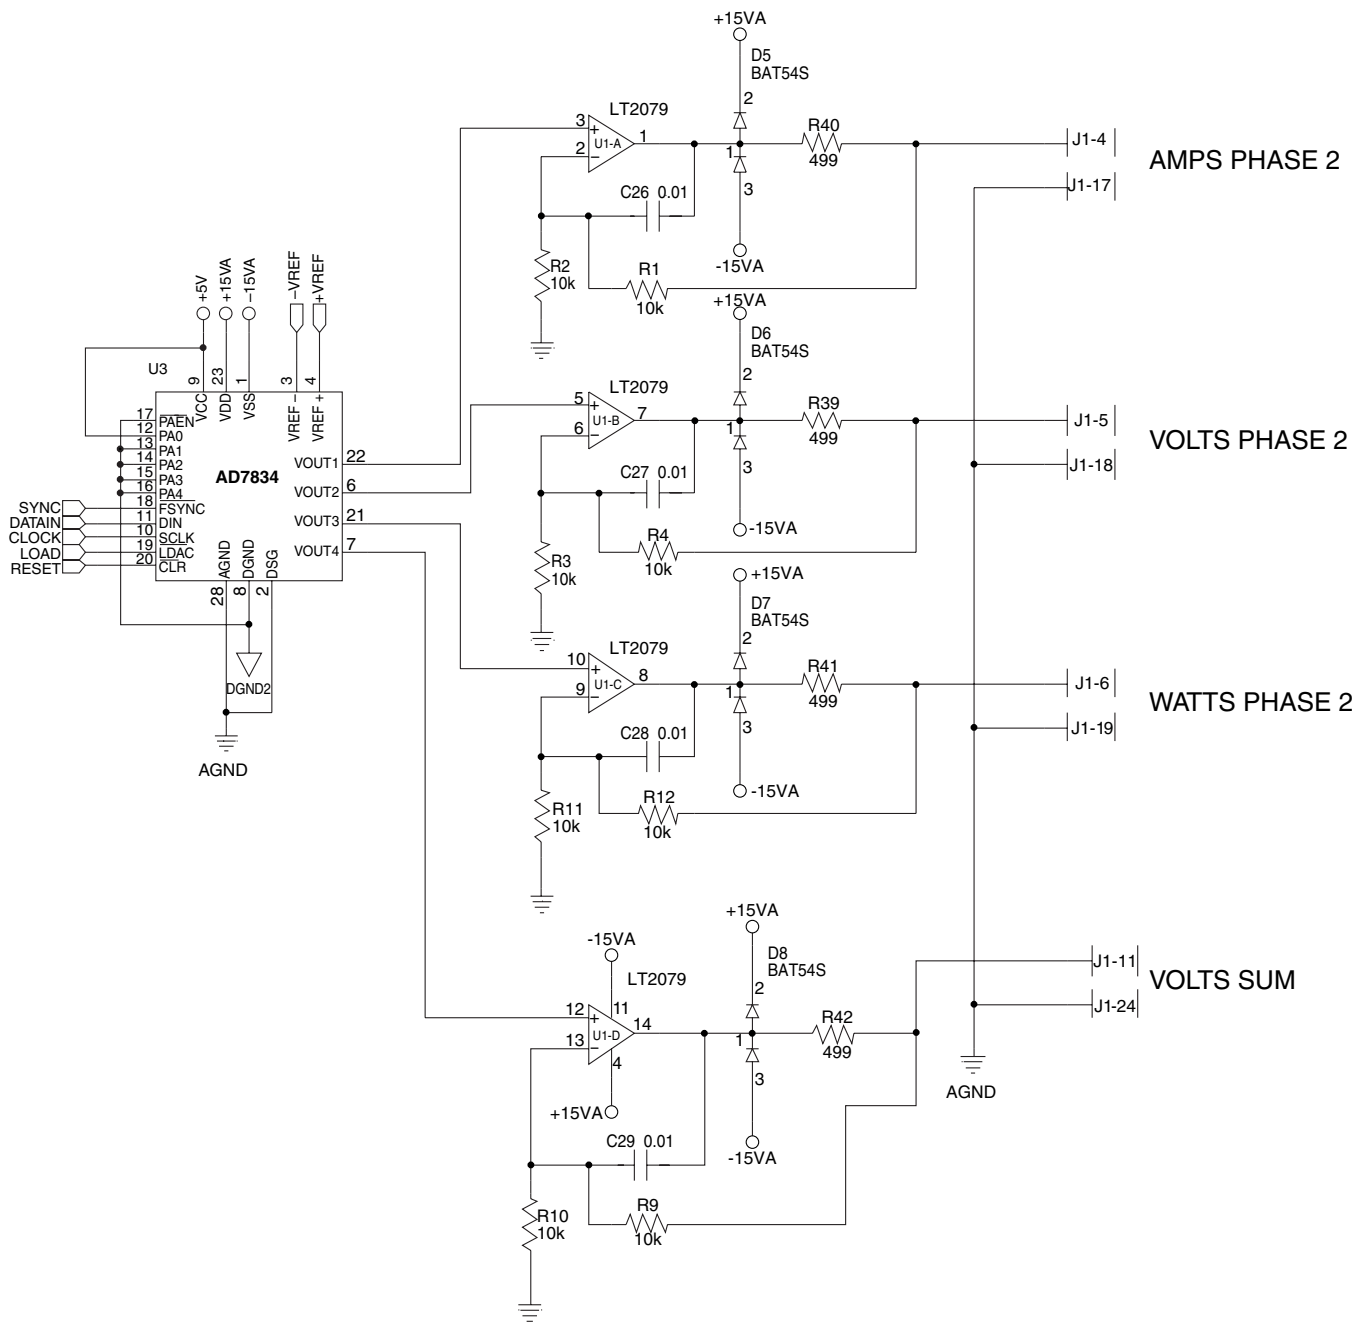 +15VA
D5
BAT54S
2
LT2079
3
+
U1-A
1
2
−
1
3
R40
499
J1-4
AMPS PHASE 2
J1-17
C26 0.01
-15VA
R2
10k
R1
10k
+5V
+15VA
−15VA
−VREF
+VREF
+15VA
D6
BAT54S
2
U3
9
23
1
3
4
VCC
VDD
VSS
VREF −
VREF +
LT2079
5
+
U1-B
7
6
−
1
3
R39
499
J1-5
VOLTS PHASE 2
J1-18
17 PAEN
12 PA0
13 PA1
14 PA2
15 PA3
16 PA4
SYNC 18 FSYNC
DATAIN 11 DIN
CLOCK 10 SCLK
LOAD 19 LDAC
RESET 20 CLR
AD7834
VOUT1 22
VOUT2 6
VOUT3 21
VOUT4 7
AGND
DGND
DSG
28
8
2
DGND2
AGND
C27 0.01
-15VA
R3
10k
R4
10k
+15VA
D7
BAT54S
2
LT2079
10
+
U1-C
8
9
−
1
3
R41
499
J1-6
WATTS PHASE 2
J1-19
C28 0.01
-15VA
R11
10k
R12
10k
+15VA
D8
BAT54S
2
-15VA
LT2079
11
12
+
U1-D
14
13
−
4
+15VA
1
3
R42
499
J1-11
VOLTS SUM
J1-24
AGND
-15VA
C29 0.01
R10
10k
R9
10k